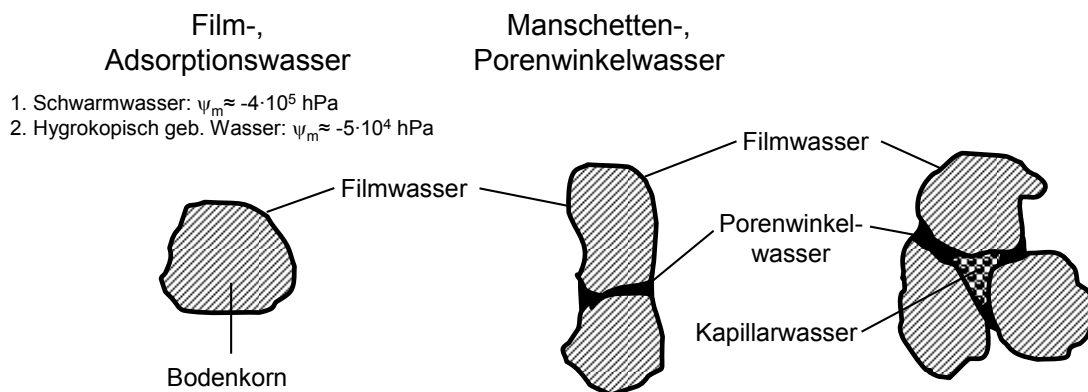 Film-,
Adsorptionswasser
1. Schwarmwasser: ψm≈ -4·10⁵ hPa
2. Hygrokopisch geb. Wasser: ψm≈ -5·10⁴ hPa
Manschetten-,
Porenwinkelwasser
Filmwasser
Filmwasser
Porenwinkel-
wasser
Kapillarwasser
Bodenkorn